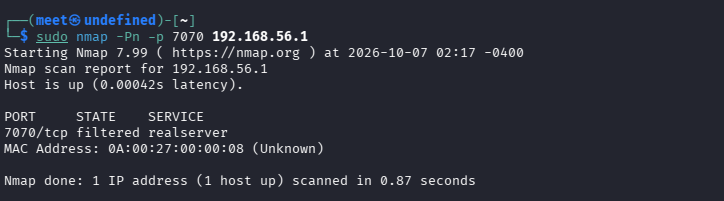 ┌──(meet㉿undefined)-[~]
└─$ sudo nmap -Pn -p 7070 192.168.56.1
Starting Nmap 7.99 ( https://nmap.org ) at 2026-10-07 02:17 -0400
Nmap scan report for 192.168.56.1
Host is up (0.00042s latency).

PORT     STATE    SERVICE
7070/tcp filtered realserver
MAC Address: 0A:00:27:00:00:08 (Unknown)

Nmap done: 1 IP address (1 host up) scanned in 0.87 seconds